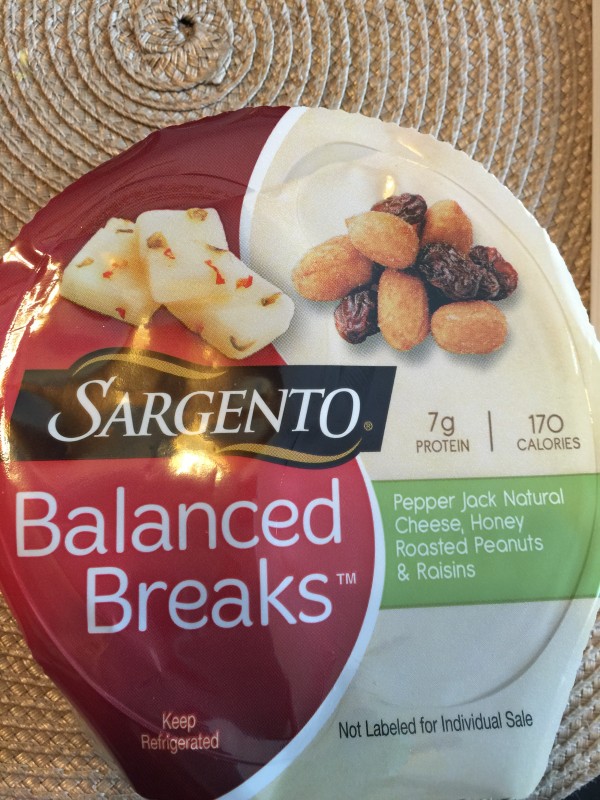 SARGENTO®
7g | 170
PROTEIN CALORIES
Balanced
Breaks™
Pepper Jack Natural
Cheese, Honey
Roasted Peanuts
& Raisins
Keep
Refrigerated
Not Labeled for Individual Sale